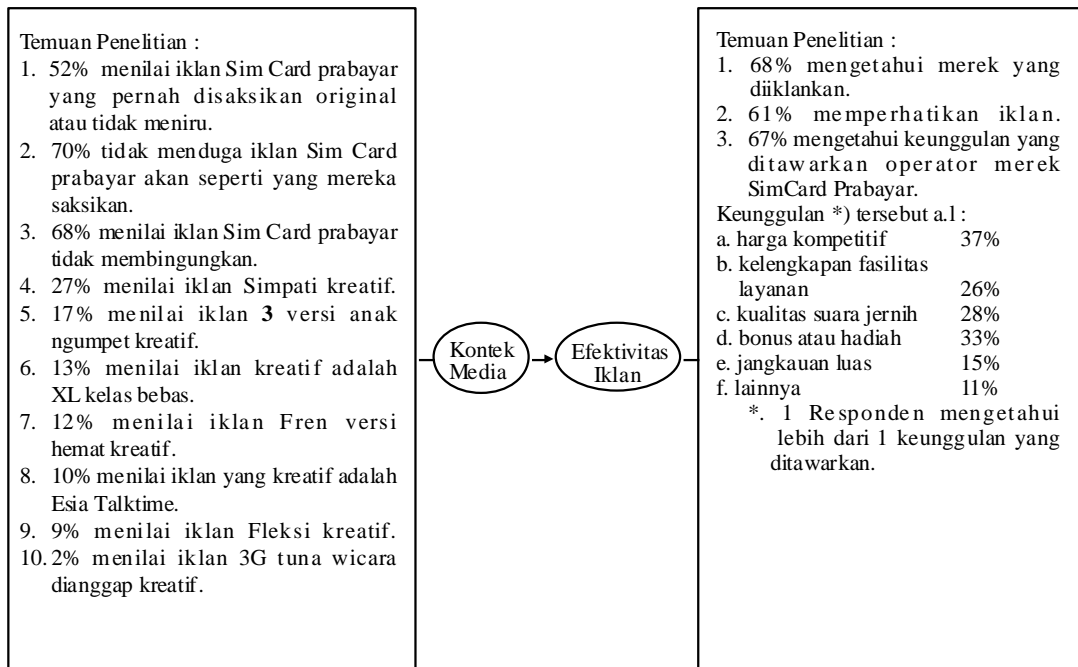 Temuan Penelitian :
1. 52% menilai iklan Sim Card prabayar
yang pernah disaksikan original
atau tidak meniru.
2. 70% tidak menduga iklan Sim Card
prabayar akan seperti yang mereka
saksikan.
3. 68% menilai iklan Sim Card prabayar
tidak membingungkan.
4. 27% menilai iklan Simpati kreatif.
5. 17% menilai iklan 3 versi anak
ngumpet kreatif.
6. 13% menilai iklan kreatif adalah
XL kelas bebas.
7. 12% menilai iklan Fren versi
hemat kreatif.
8. 10% menilai iklan yang kreatif adalah
Esia Talktime.
9. 9% menilai iklan Fleksi kreatif.
10. 2% menilai iklan 3G tuna wicara
dianggap kreatif.
Kontek
Media
Efektivitas
Iklan
Temuan Penelitian :
1. 68% mengetahui merek yang
diiklankan.
2. 61% memperhatikan iklan.
3. 67% mengetahui keunggulan yang
ditawarkan operator merek
SimCard Prabayar.
Keunggulan *) tersebut a.l :
a. harga kompetitif 37%
b. kelengkapan fasilitas
layanan 26%
c. kualitas suara jernih 28%
d. bonus atau hadiah 33%
e. jangkauan luas 15%
f. lainnya 11%
*. 1 Responden mengetahui
lebih dari 1 keunggulan yang
ditawarkan.